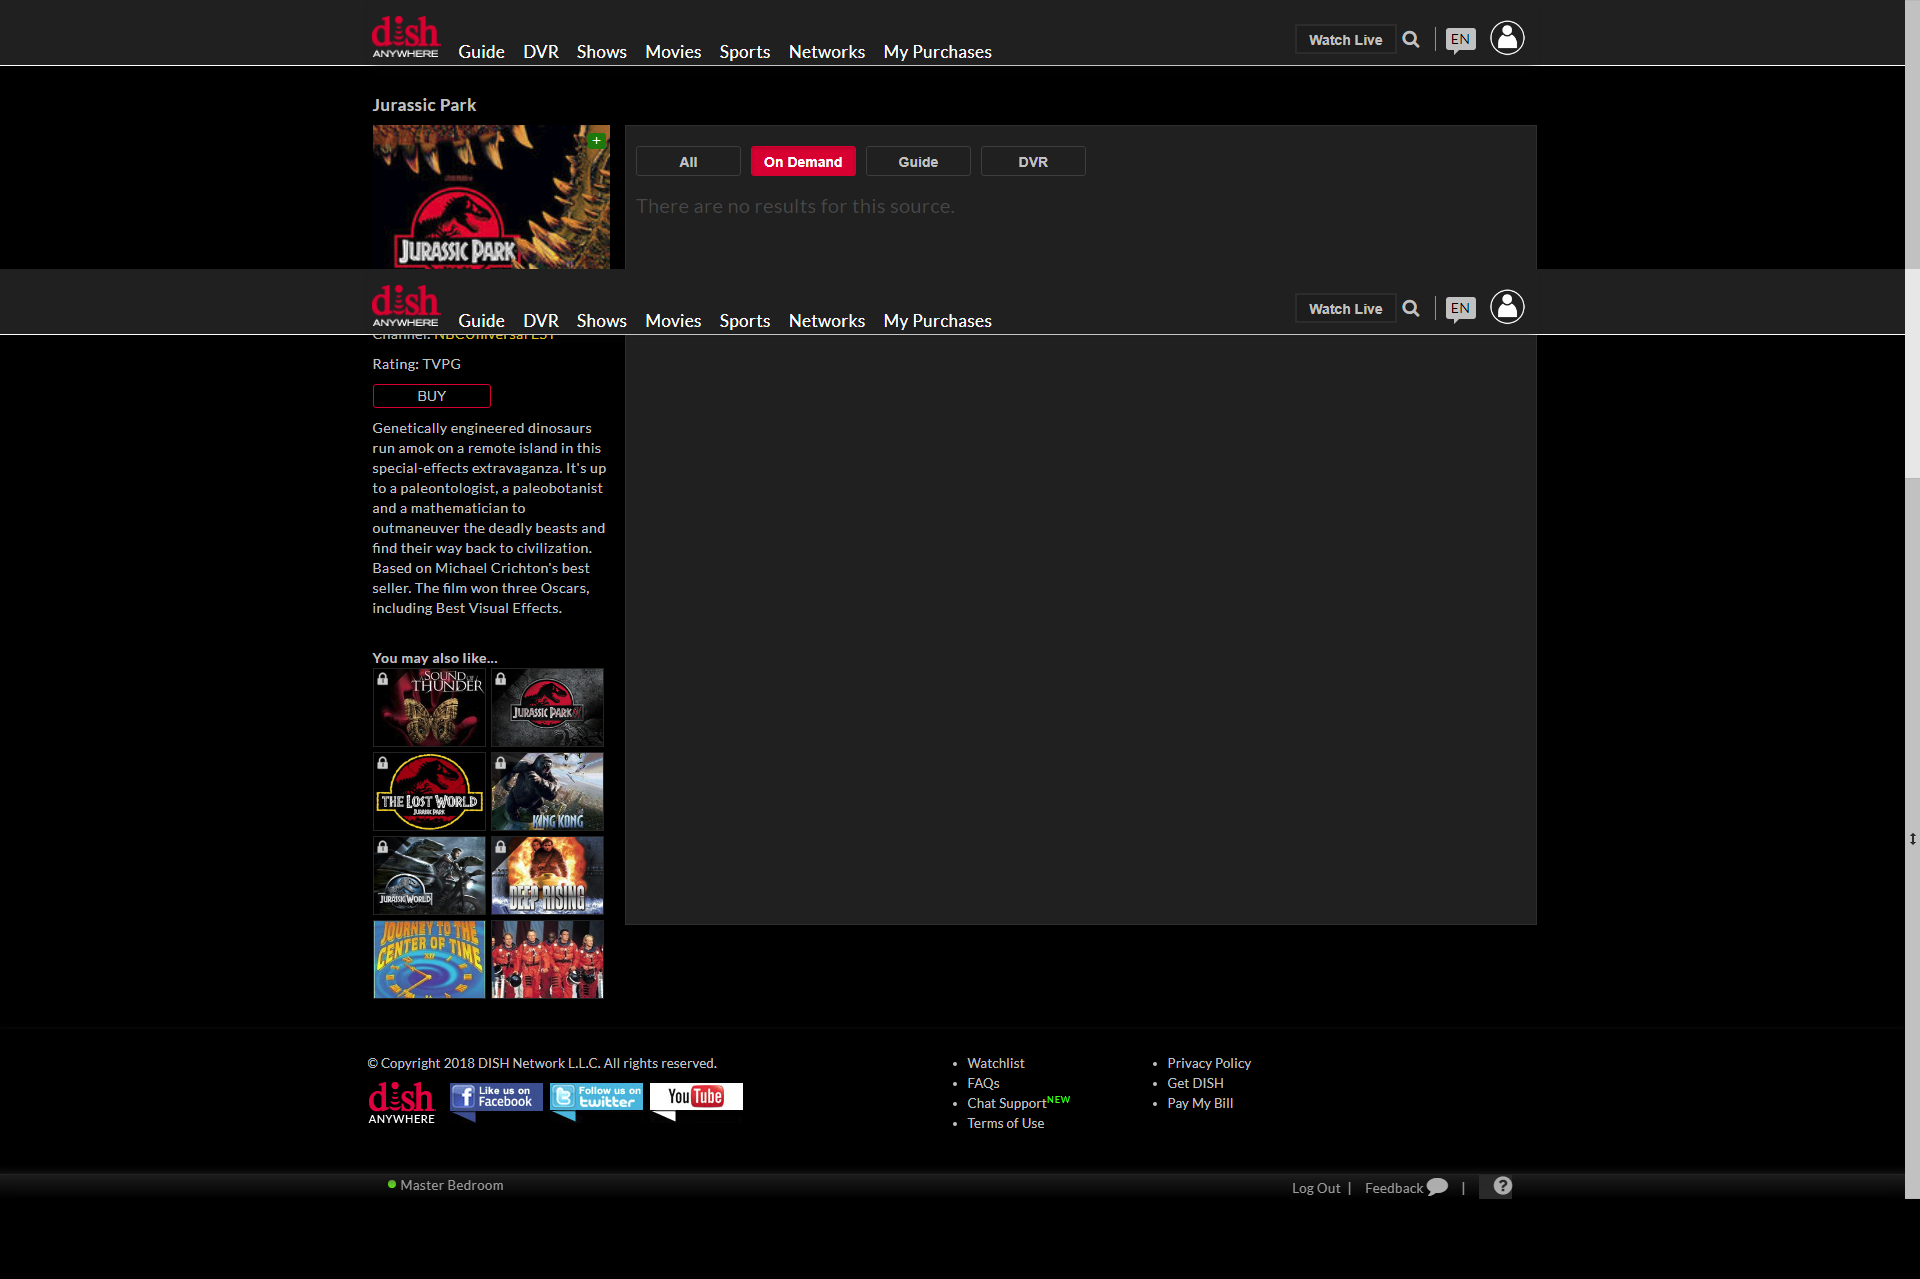 dish
ANYWHERE
Guide DVR Shows Movies Sports Networks My Purchases
Watch Live
EN
Jurassic Park
+
JURASSIC PARK
All
On Demand
Guide
DVR
There are no results for this source.
dish
ANYWHERE
Guide DVR Shows Movies Sports Networks My Purchases
Watch Live
EN
Channel: NBCUniversal EST
Rating: TVPG
BUY
Genetically engineered dinosaurs
run amok on a remote island in this
special-effects extravaganza. It's up
to a paleontologist, a paleobotanist
and a mathematician to
outmaneuver the deadly beasts and
find their way back to civilization.
Based on Michael Crichton's best
seller. The film won three Oscars,
including Best Visual Effects.
You may also like...
A SOUND OF
THUNDER
JURASSIC PARK
THE LOST WORLD
JURASSIC PARK
KING KONG
JURASSIC WORLD
DEEP RISING
JOURNEY TO THE
CENTER OF TIME
© Copyright 2018 DISH Network L.L.C. All rights reserved.
dish
ANYWHERE
Like us on
Facebook
Follow us on
twitter
YouTube
Watchlist
FAQs
Chat Support NEW
Terms of Use
Privacy Policy
Get DISH
Pay My Bill
Master Bedroom
Log Out | Feedback | ?